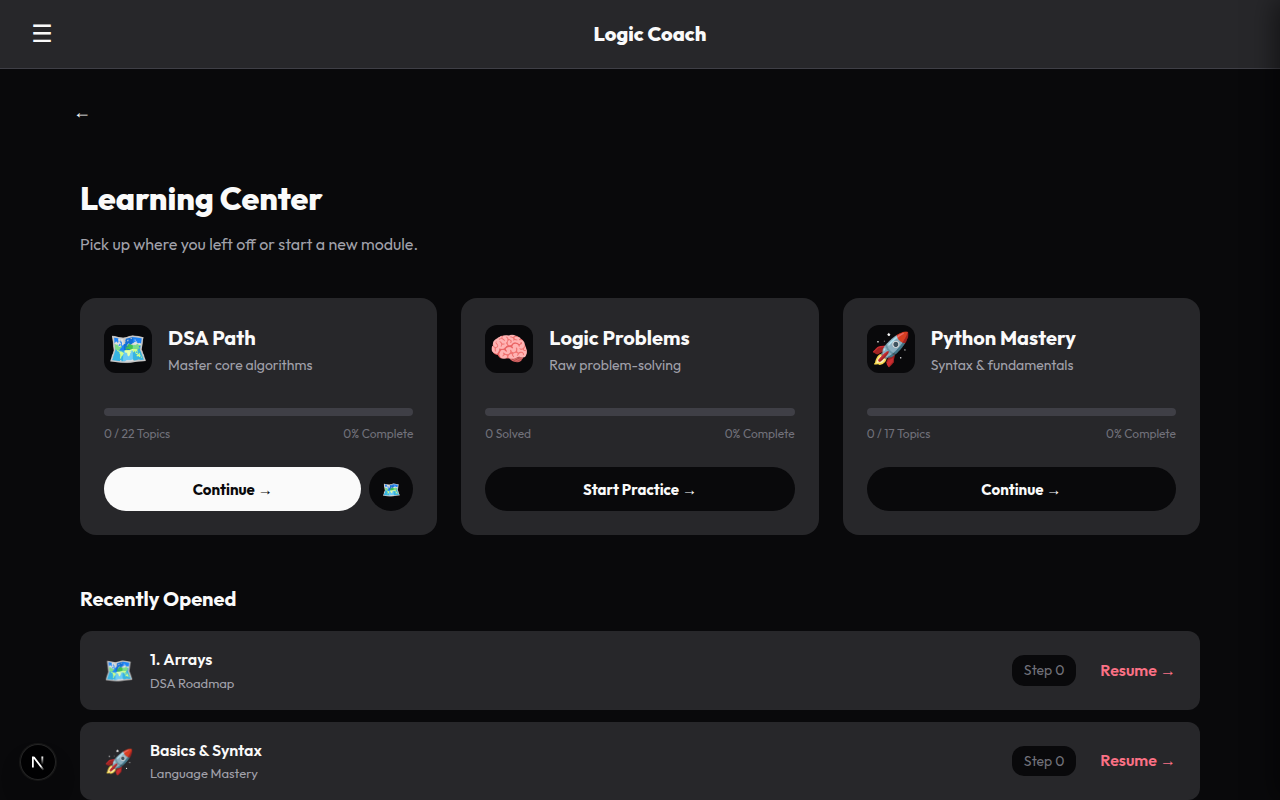 Logic Coach
←
Learning Center
Pick up where you left off or start a new module.
DSA Path
Master core algorithms
0 / 22 Topics 0% Complete
Continue →
Logic Problems
Raw problem-solving
0 Solved 0% Complete
Start Practice →
Python Mastery
Syntax & fundamentals
0 / 17 Topics 0% Complete
Continue →
Recently Opened
1. Arrays
DSA Roadmap
Step 0 Resume →
Basics & Syntax
Language Mastery
Step 0 Resume →
N